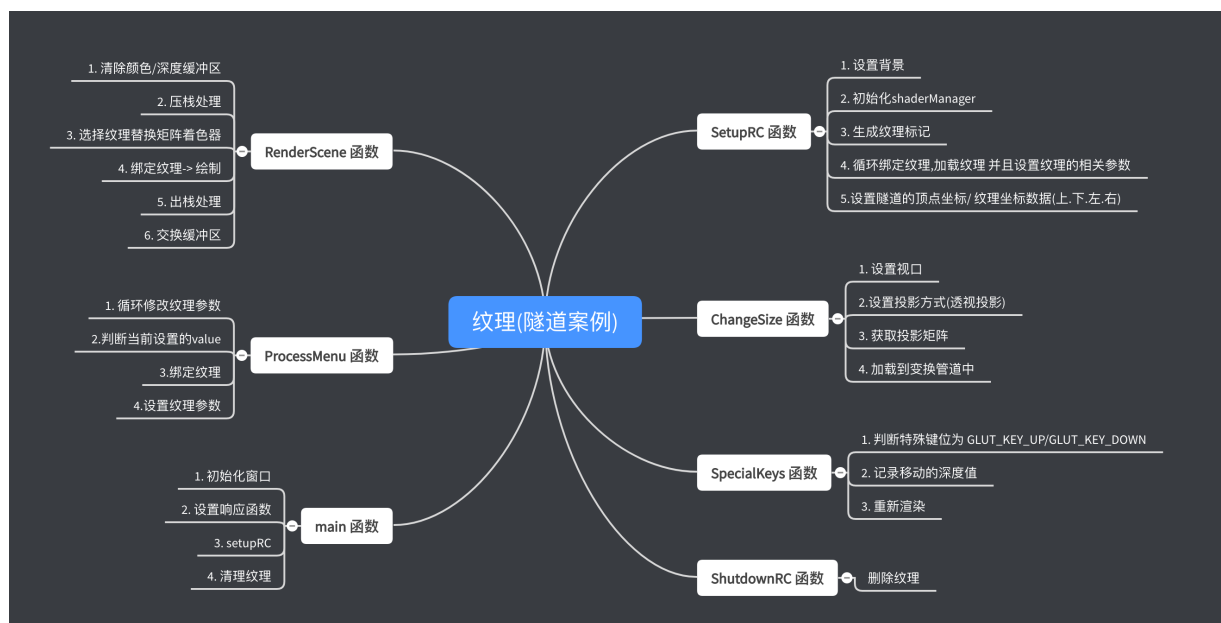 纹理(隧道案例)
SetupRC 函数
1. 设置背景
2. 初始化shaderManager
3. 生成纹理标记
4. 循环绑定纹理,加载纹理 并且设置纹理的相关参数
5.设置隧道的顶点坐标/ 纹理坐标数据(上.下.左.右)
ChangeSize 函数
1. 设置视口
2.设置投影方式(透视投影)
3. 获取投影矩阵
4. 加载到变换管道中
SpecialKeys 函数
1. 判断特殊键位为 GLUT_KEY_UP/GLUT_KEY_DOWN
2. 记录移动的深度值
3. 重新渲染
ShutdownRC 函数
删除纹理
RenderScene 函数
1. 清除颜色/深度缓冲区
2. 压栈处理
3. 选择纹理替换矩阵着色器
4. 绑定纹理-> 绘制
5. 出栈处理
6. 交换缓冲区
ProcessMenu 函数
1. 循环修改纹理参数
2.判断当前设置的value
3.绑定纹理
4.设置纹理参数
main 函数
1. 初始化窗口
2. 设置响应函数
3. setupRC
4. 清理纹理